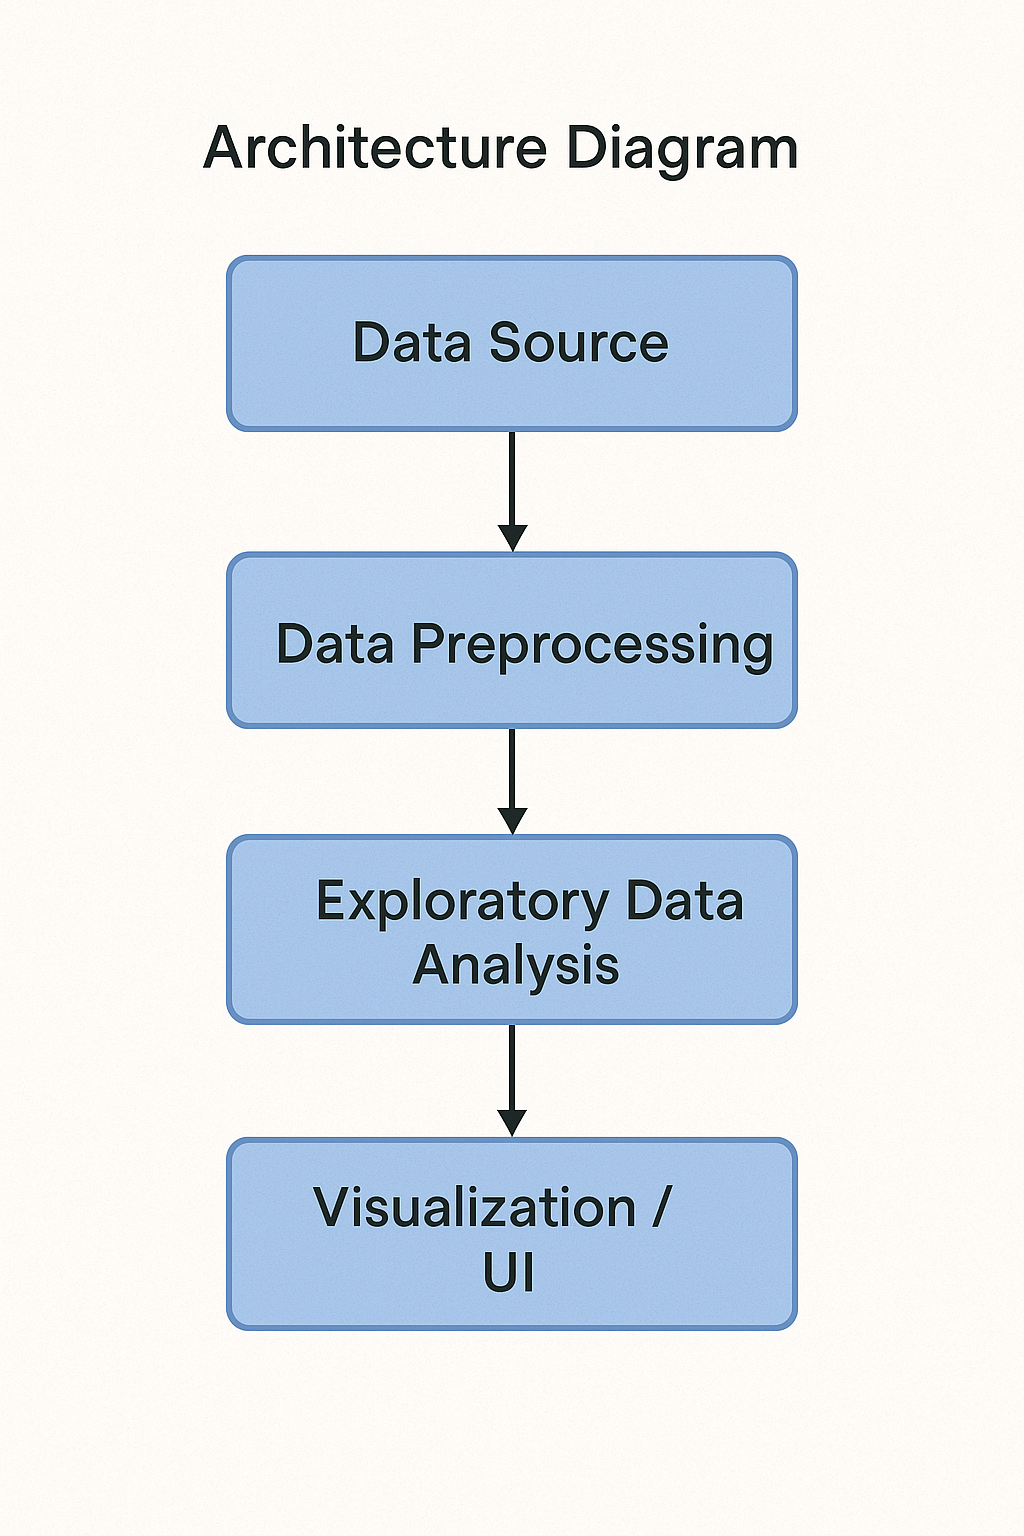 Architecture Diagram
Data Source
Data Preprocessing
Exploratory Data
Analysis
Visualization /
UI